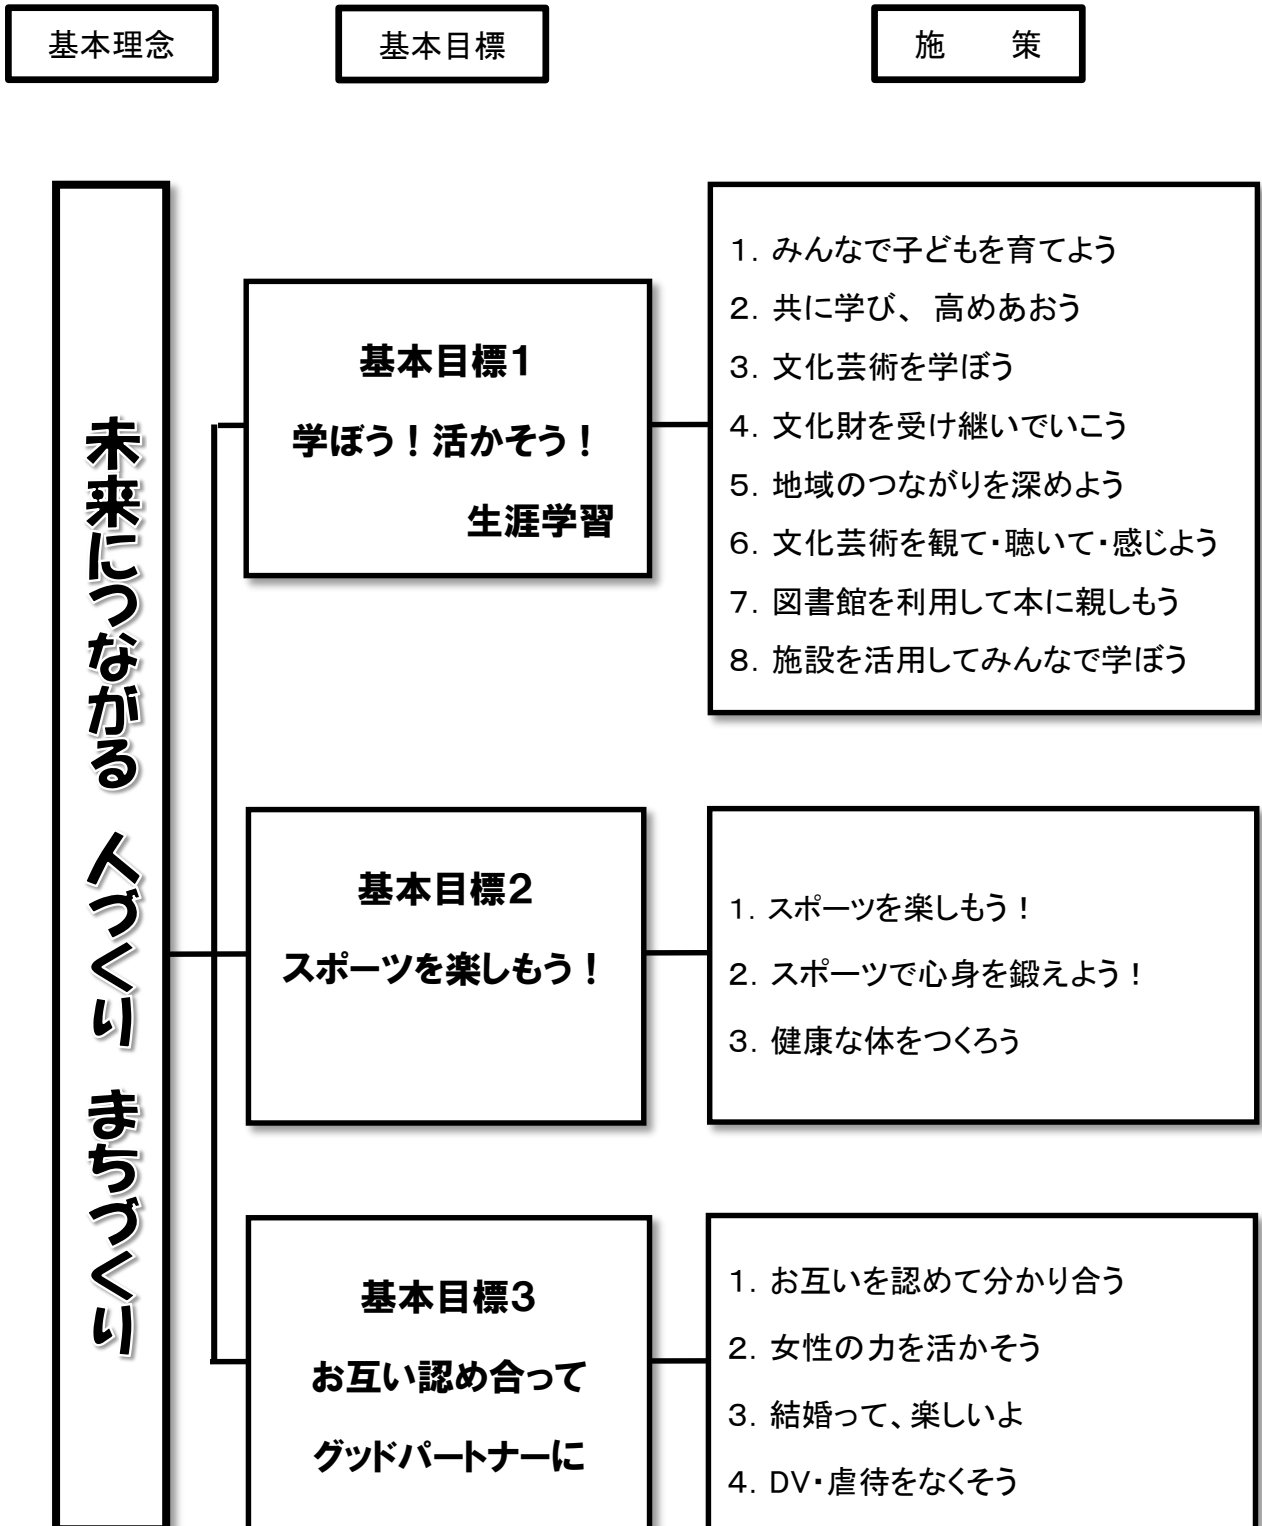 基本理念
基本目標
施　策
未来につながる　人づくり　まちづくり
基本目標1
学ぼう！活かそう！
生涯学習
1. みんなで子どもを育てよう
2. 共に学び、高めあおう
3. 文化芸術を学ぼう
4. 文化財を受け継いでいこう
5. 地域のつながりを深めよう
6. 文化芸術を観て・聴いて・感じよう
7. 図書館を利用して本に親しもう
8. 施設を活用してみんなで学ぼう
基本目標2
スポーツを楽しもう！
1. スポーツを楽しもう！
2. スポーツで心身を鍛えよう！
3. 健康な体をつくろう
基本目標3
お互い認め合って
グッドパートナーに
1. お互いを認めて分かり合う
2. 女性の力を活かそう
3. 結婚って、楽しいよ
4. DV・虐待をなくそう